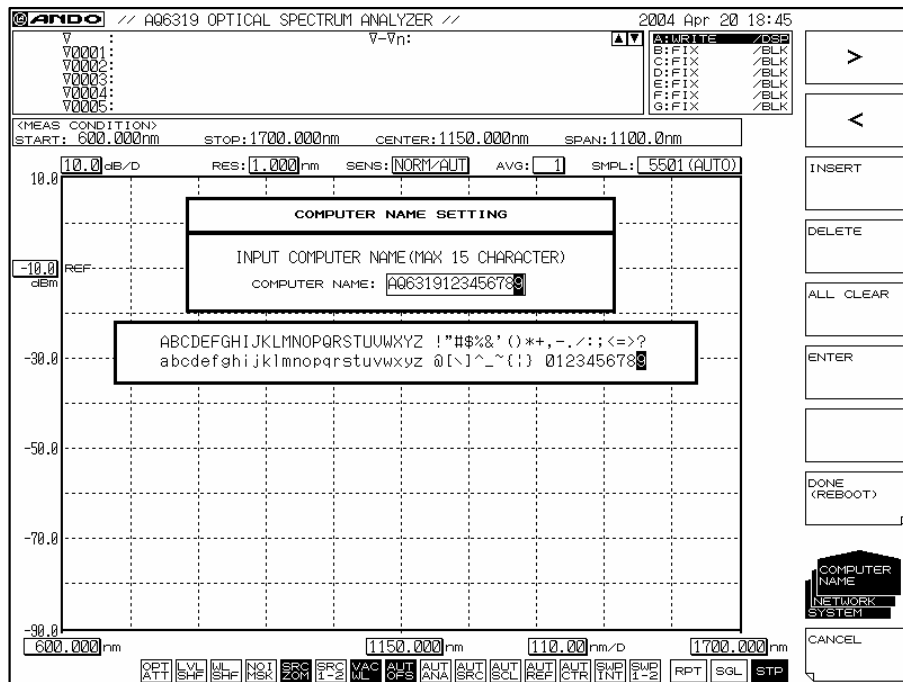 ANDO // AQ6319 OPTICAL SPECTRUM ANALYZER // 2004 Apr 20 18:45
∇ : ∇-∇n: ▲▼
∇0001:
∇0002:
∇0003:
∇0004:
∇0005:
A:WRITE /DSP
B:FIX /BLK
C:FIX /BLK
D:FIX /BLK
E:FIX /BLK
F:FIX /BLK
G:FIX /BLK
<MEAS CONDITION>
START: 600.000nm STOP:1700.000nm CENTER:1150.000nm SPAN:1100.0nm
10.0 dB/D RES: 1.000 nm SENS: NORM/AUT AVG: 1 SMPL: 5501(AUTO)
10.0
-10.0 REF
dBm
-30.0
-50.0
-70.0
-90.0
COMPUTER NAME SETTING
INPUT COMPUTER NAME(MAX 15 CHARACTER)
COMPUTER NAME: AQ6319123456789
ABCDEFGHIJKLMNOPQRSTUVWXYZ !"#$%&'()*+,-./:;<=>?
abcdefghijklmnopqrstuvwxyz @[\]^_~{¦} 0123456789
600.000 nm 1150.000 nm 110.00 nm/D 1700.000 nm
OPT ATT
LVL SHF
WL SHF
NOI MSK
SRC ZOM
SRC 1-2
VAC WL
AUT OFS
AUT ANA
AUT SRC
AUT SCL
AUT REF
AUT CTR
SWP INT
SWP 1-2
RPT
SGL
STP
>
<
INSERT
DELETE
ALL CLEAR
ENTER
DONE
(REBOOT)
COMPUTER
NAME
NETWORK
SYSTEM
CANCEL